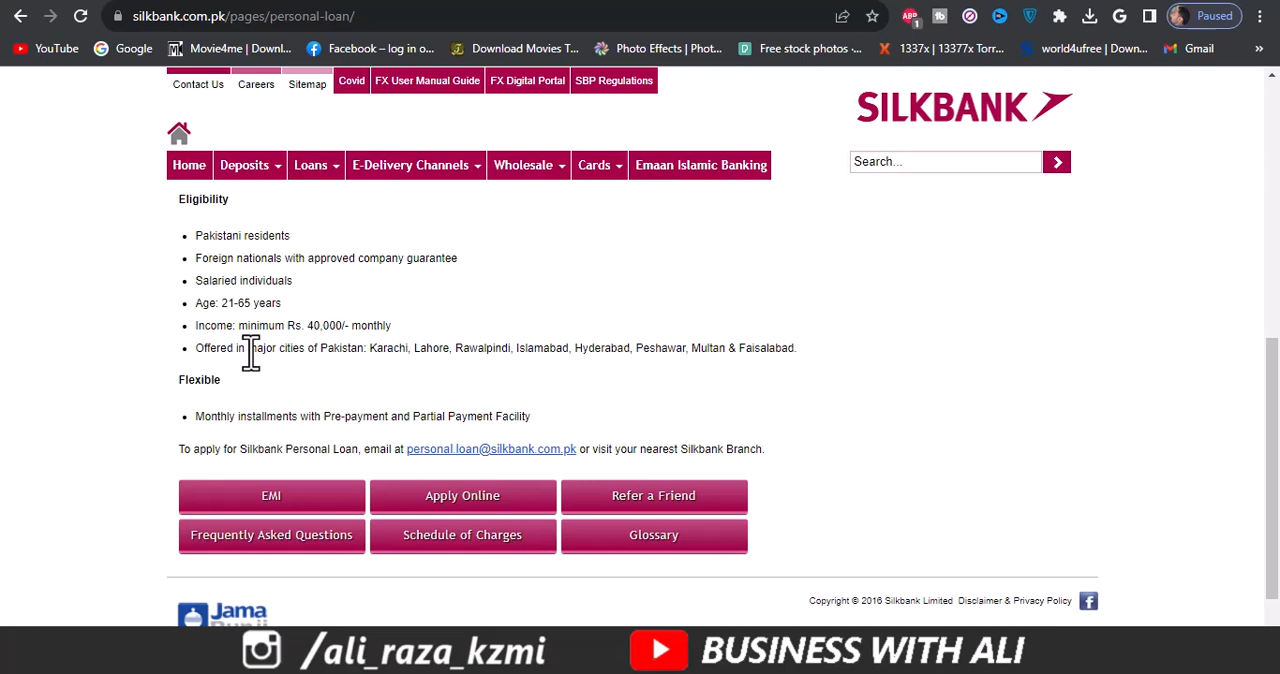 silkbank.com.pk/pages/personal-loan/
1
Paused
YouTube Google Movie4me | Downl... Facebook – log in o... Download Movies T... Photo Effects | Phot... Free stock photos ·... 1337x | 13377x Torr... world4ufree | Down... Gmail »
Contact Us Careers Sitemap Covid FX User Manual Guide FX Digital Portal SBP Regulations
SILKBANK
Home Deposits Loans E-Delivery Channels Wholesale Cards Emaan Islamic Banking
Search...
Eligibility
• Pakistani residents
• Foreign nationals with approved company guarantee
• Salaried individuals
• Age: 21-65 years
• Income: minimum Rs. 40,000/- monthly
• Offered in major cities of Pakistan: Karachi, Lahore, Rawalpindi, Islamabad, Hyderabad, Peshawar, Multan & Faisalabad.
Flexible
• Monthly installments with Pre-payment and Partial Payment Facility
To apply for Silkbank Personal Loan, email at personal.loan@silkbank.com.pk or visit your nearest Silkbank Branch.
EMI Apply Online Refer a Friend
Frequently Asked Questions Schedule of Charges Glossary
Copyright © 2016 Silkbank Limited Disclaimer & Privacy Policy
Jama
/ali_raza_kzmi BUSINESS WITH ALI